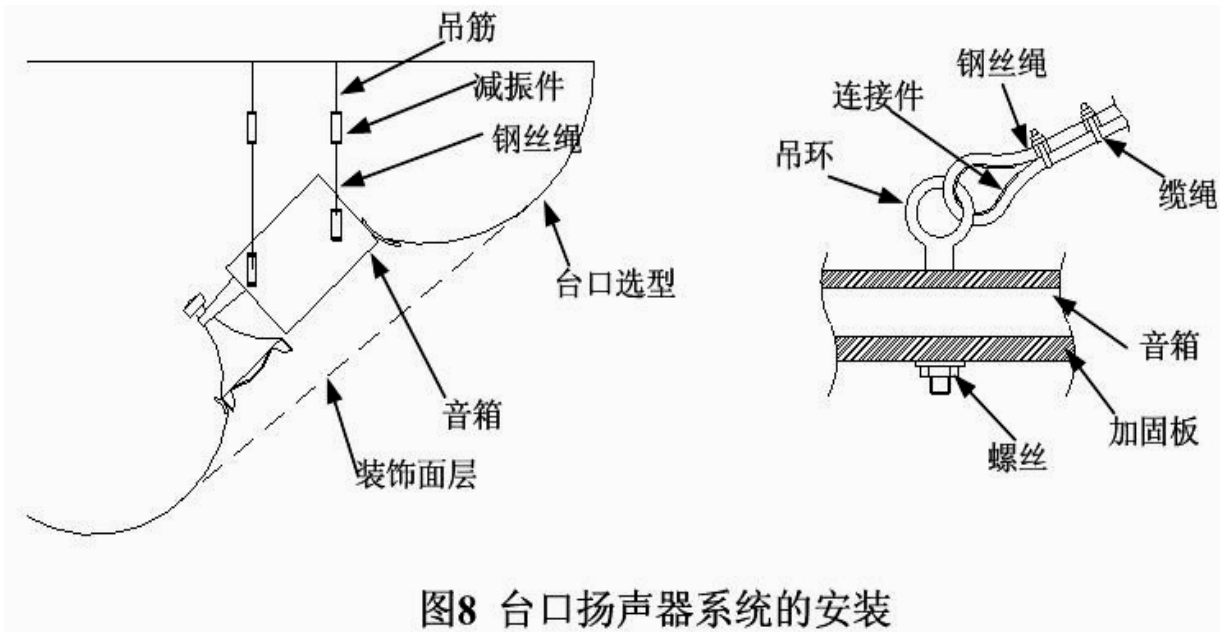 吊筋
减振件
钢丝绳
台口选型
音箱
装饰面层
钢丝绳
连接件
吊环
缆绳
音箱
加固板
螺丝
图8 台口扬声器系统的安装